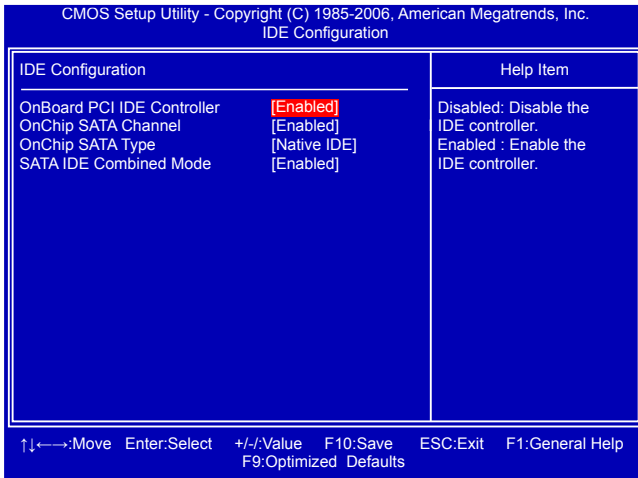 CMOS Setup Utility - Copyright (C) 1985-2006, American Megatrends, Inc.
IDE Configuration
IDE Configuration
OnBoard PCI IDE Controller [Enabled]
OnChip SATA Channel [Enabled]
OnChip SATA Type [Native IDE]
SATA IDE Combined Mode [Enabled]
Help Item
Disabled: Disable the
IDE controller.
Enabled : Enable the
IDE controller.
↑↓←→:Move Enter:Select +/-/:Value F10:Save ESC:Exit F1:General Help
F9:Optimized Defaults